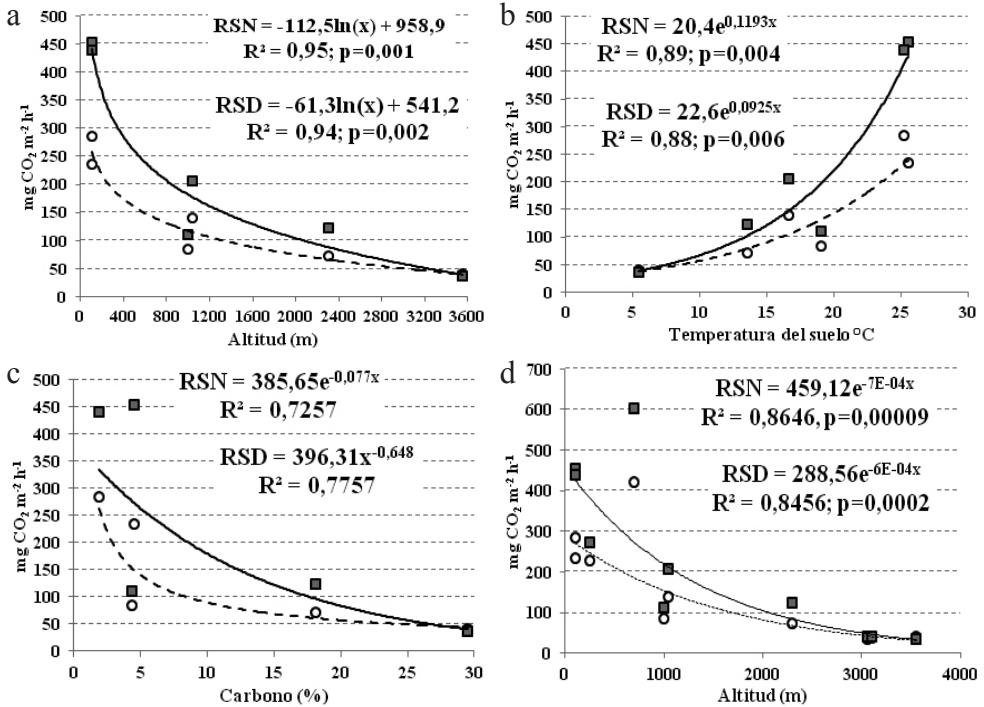 a
RSN = -112,5ln(x) + 958,9
R² = 0,95; p=0,001
RSD = -61,3ln(x) + 541,2
R² = 0,94; p=0,002
mg CO₂ m⁻² h⁻¹
500
450
400
350
300
250
200
150
100
50
0
0 400 800 1200 1600 2000 2400 2800 3200 3600
Altitud (m)
b
RSN = 20,4e^0,1193x
R² = 0,89; p=0,004
RSD = 22,6e^0,0925x
R² = 0,88; p=0,006
mg CO₂ m⁻² h⁻¹
500
450
400
350
300
250
200
150
100
50
0
0 5 10 15 20 25 30
Temperatura del suelo °C
c
RSN = 385,65e^-0,077x
R² = 0,7257
RSD = 396,31x^-0,648
R² = 0,7757
mg CO₂ m⁻² h⁻¹
500
450
400
350
300
250
200
150
100
50
0
0 5 10 15 20 25 30
Carbono (%)
d
RSN = 459,12e^-7E-04x
R² = 0,8646, p=0,00009
RSD = 288,56e^-6E-04x
R² = 0,8456; p=0,0002
mg CO₂ m⁻² h⁻¹
700
600
500
400
300
200
100
0
0 1000 2000 3000 4000
Altitud (m)